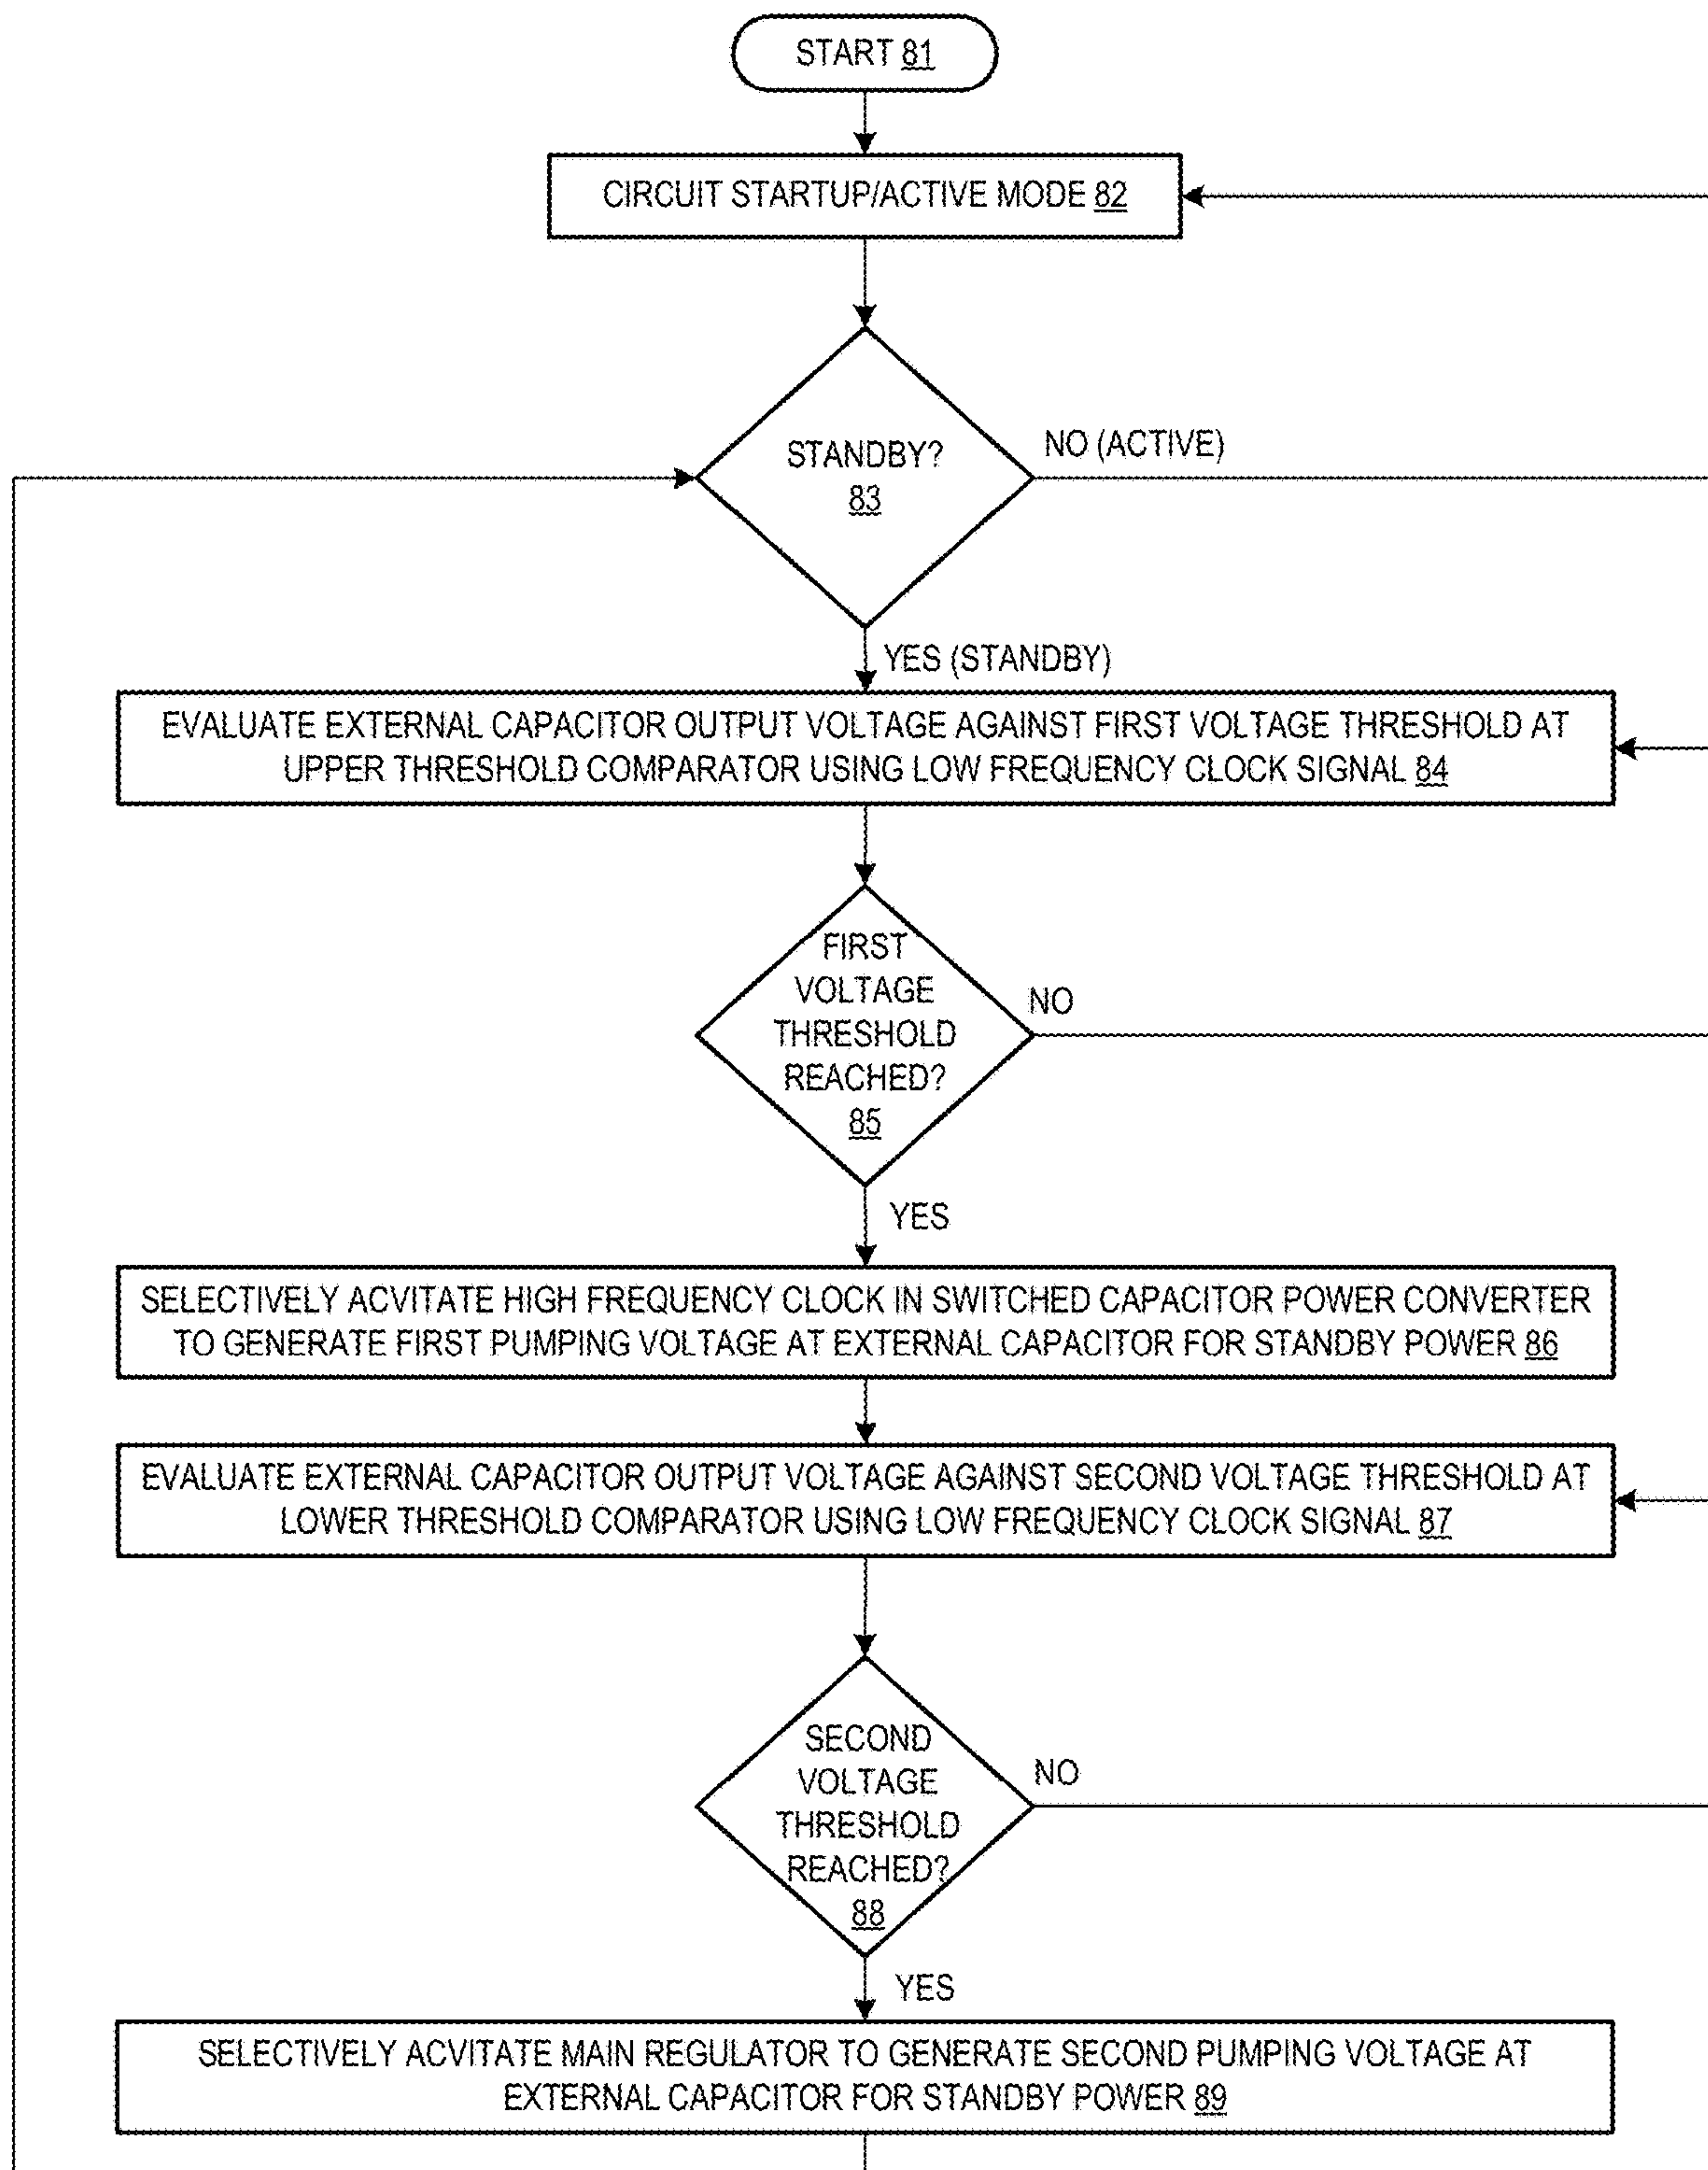 START 81
CIRCUIT STARTUP/ACTIVE MODE 82
STANDBY?
83
NO (ACTIVE)
YES (STANDBY)
EVALUATE EXTERNAL CAPACITOR OUTPUT VOLTAGE AGAINST FIRST VOLTAGE THRESHOLD AT
UPPER THRESHOLD COMPARATOR USING LOW FREQUENCY CLOCK SIGNAL 84
FIRST
VOLTAGE
THRESHOLD
REACHED?
85
NO
YES
SELECTIVELY ACVITATE HIGH FREQUENCY CLOCK IN SWITCHED CAPACITOR POWER CONVERTER
TO GENERATE FIRST PUMPING VOLTAGE AT EXTERNAL CAPACITOR FOR STANDBY POWER 86
EVALUATE EXTERNAL CAPACITOR OUTPUT VOLTAGE AGAINST SECOND VOLTAGE THRESHOLD AT
LOWER THRESHOLD COMPARATOR USING LOW FREQUENCY CLOCK SIGNAL 87
SECOND
VOLTAGE
THRESHOLD
REACHED?
88
NO
YES
SELECTIVELY ACVITATE MAIN REGULATOR TO GENERATE SECOND PUMPING VOLTAGE AT
EXTERNAL CAPACITOR FOR STANDBY POWER 89